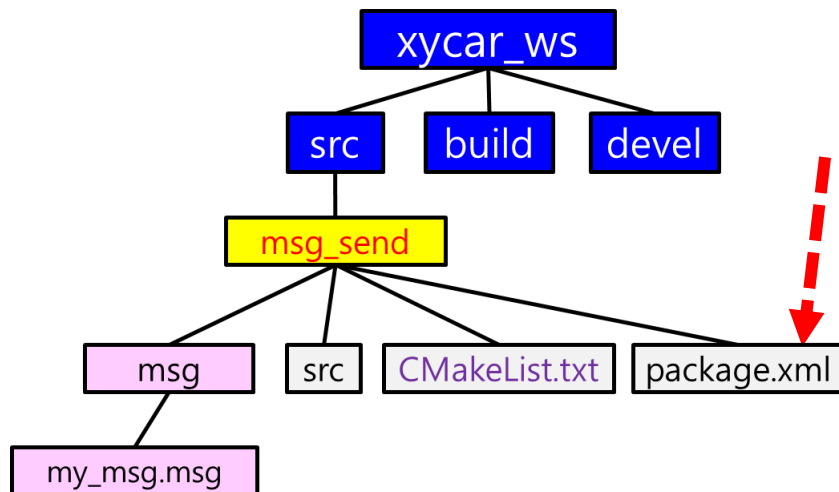 xycar_ws
src
build
devel
msg_send
msg
src
CMakeList.txt
package.xml
my_msg.msg